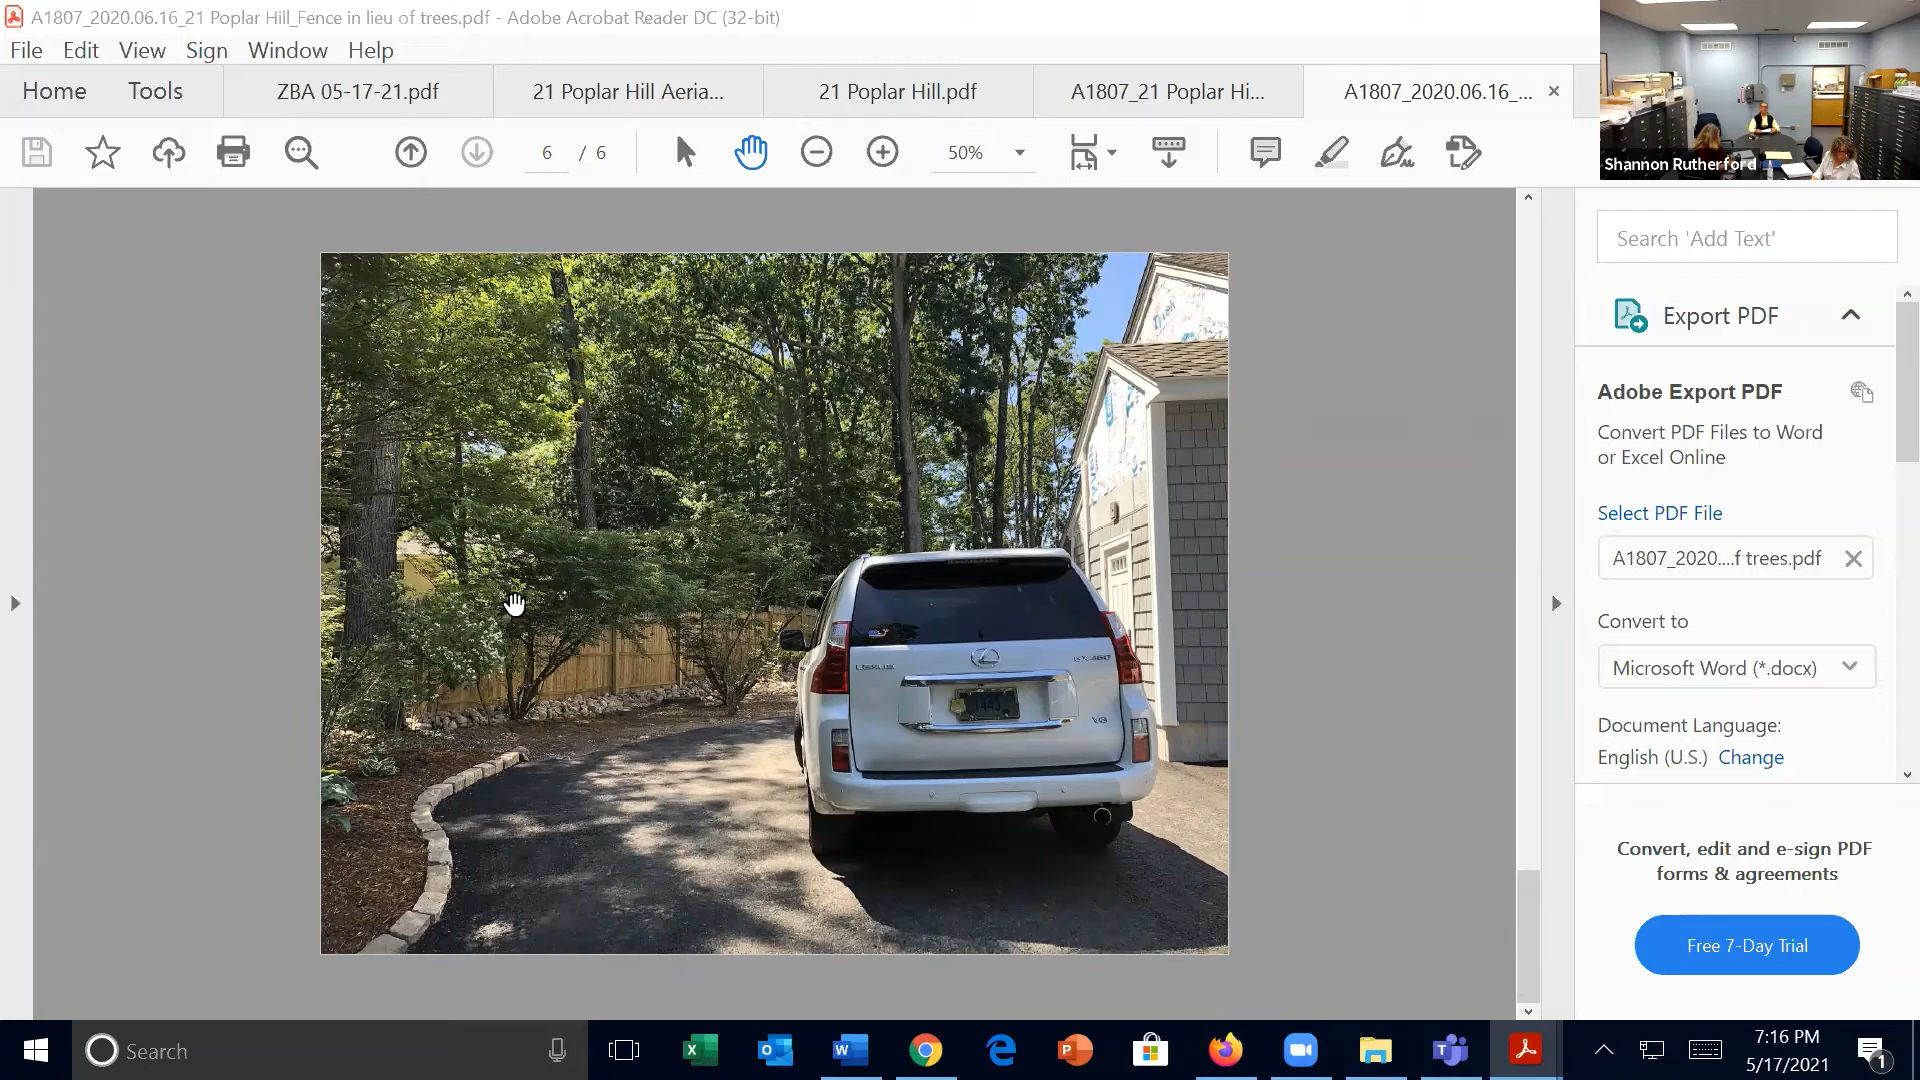 A1807_2020.06.16_21 Poplar Hill_Fence in lieu of trees.pdf - Adobe Acrobat Reader DC (32-bit)
File Edit View Sign Window Help
Home Tools ZBA 05-17-21.pdf 21 Poplar Hill Aeria... 21 Poplar Hill.pdf A1807_21 Poplar Hi... A1807_2020.06.16_...
6 / 6 50%
Shannon Rutherford
Search 'Add Text'
Export PDF
Adobe Export PDF
Convert PDF Files to Word
or Excel Online
Select PDF File
A1807_2020....f trees.pdf
Convert to
Microsoft Word (*.docx)
Document Language:
English (U.S.) Change
Convert, edit and e-sign PDF
forms & agreements
Free 7-Day Trial
LEXUS
V8
Search
7:16 PM
5/17/2021
1